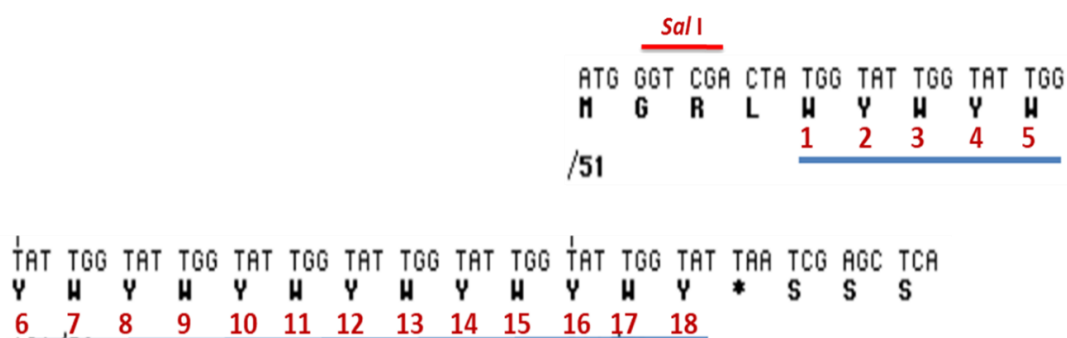 Sal I
ATG GGT CGA CTA TGG TAT TGG TAT TGG
M G R L W Y W Y W
1 2 3 4 5
/51
TAT TGG TAT TGG TAT TGG TAT TGG TAT TGG TAT TGG TAT TAA TCG AGC TCA
Y W Y W Y W Y W Y W Y W Y * S S S
6 7 8 9 10 11 12 13 14 15 16 17 18